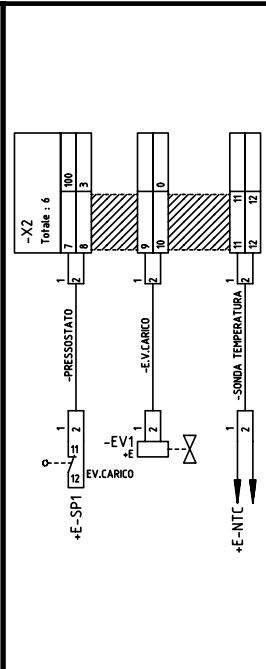 -X2
Totale : 6
7
100
8
3
9
10
0
11
11
12
12
1
2
1
2
1
2
-PRESSOSTATO
-E.V.CARICO
-SONDA TEMPERATURA
1
2
1
2
1
2
11
12
EV.CARICO
+E-SP1
-EV1
+E
+E-NTC